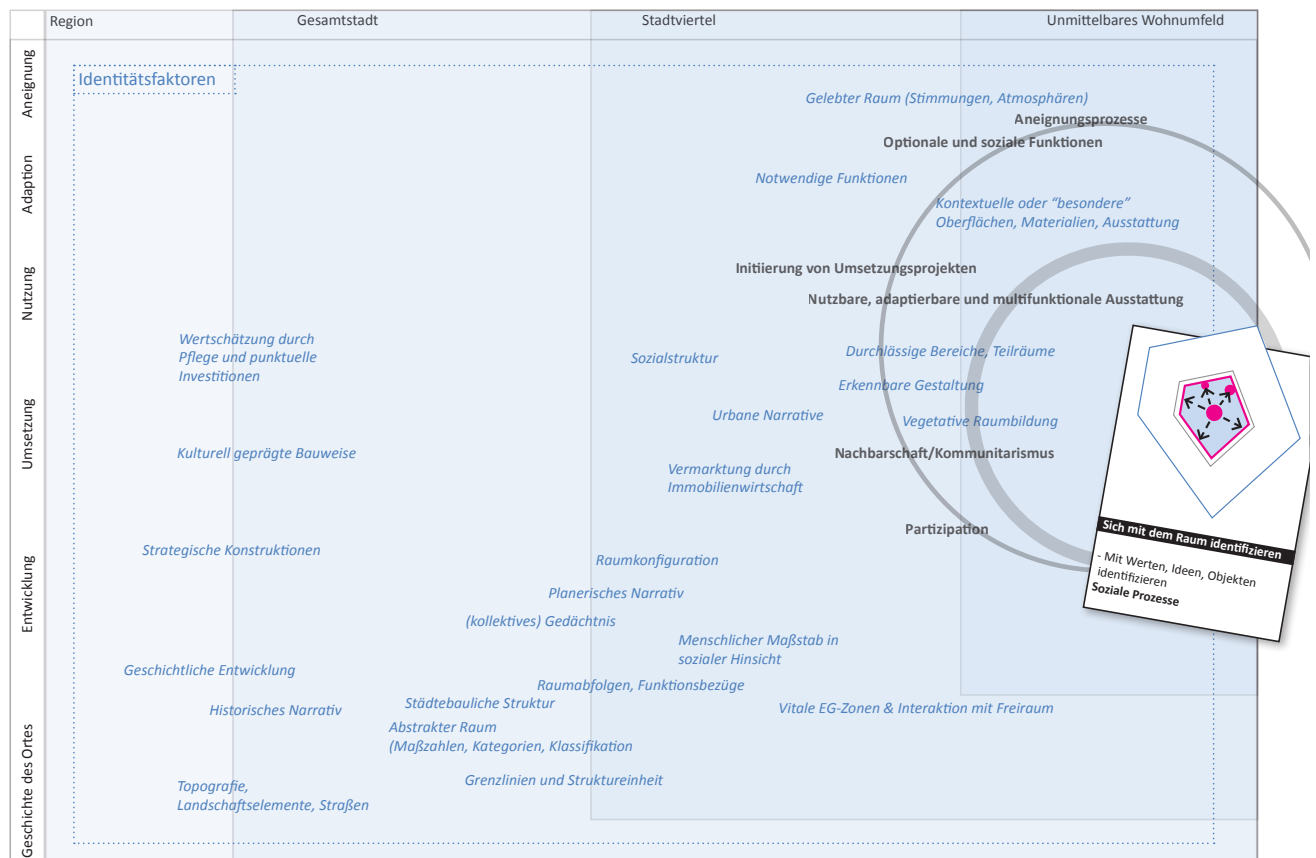 Region
Gesamtstadt
Stadtviertel
Unmittelbares Wohnumfeld
Aneignung
Adaption
Nutzung
Umsetzung
Entwicklung
Geschichte des Ortes
Identitätsfaktoren
Gelebter Raum (Stimmungen, Atmosphären)
Aneignungsprozesse
Optionale und soziale Funktionen
Notwendige Funktionen
Kontextuelle oder “besondere”
Oberflächen, Materialien, Ausstattung
Initiierung von Umsetzungsprojekten
Nutzbare, adaptierbare und multifunktionale Ausstattung
Wertschätzung durch
Pflege und punktuelle
Investitionen
Sozialstruktur
Durchlässige Bereiche, Teilräume
Erkennbare Gestaltung
Urbane Narrative
Vegetative Raumbildung
Kulturell geprägte Bauweise
Nachbarschaft/Kommunitarismus
Vermarktung durch
Immobilienwirtschaft
Partizipation
Strategische Konstruktionen
Raumkonfiguration
Planerisches Narrativ
(kollektives) Gedächtnis
Menschlicher Maßstab in
sozialer Hinsicht
Geschichtliche Entwicklung
Raumabfolgen, Funktionsbezüge
Historisches Narrativ
Städtebauliche Struktur
Vitale EG-Zonen & Interaktion mit Freiraum
Abstrakter Raum
(Maßzahlen, Kategorien, Klassifikation
Grenzlinien und Struktureinheit
Topografie,
Landschaftselemente, Straßen
Sich mit dem Raum identifizieren
- Mit Werten, Ideen, Objekten
identifizieren
Soziale Prozesse